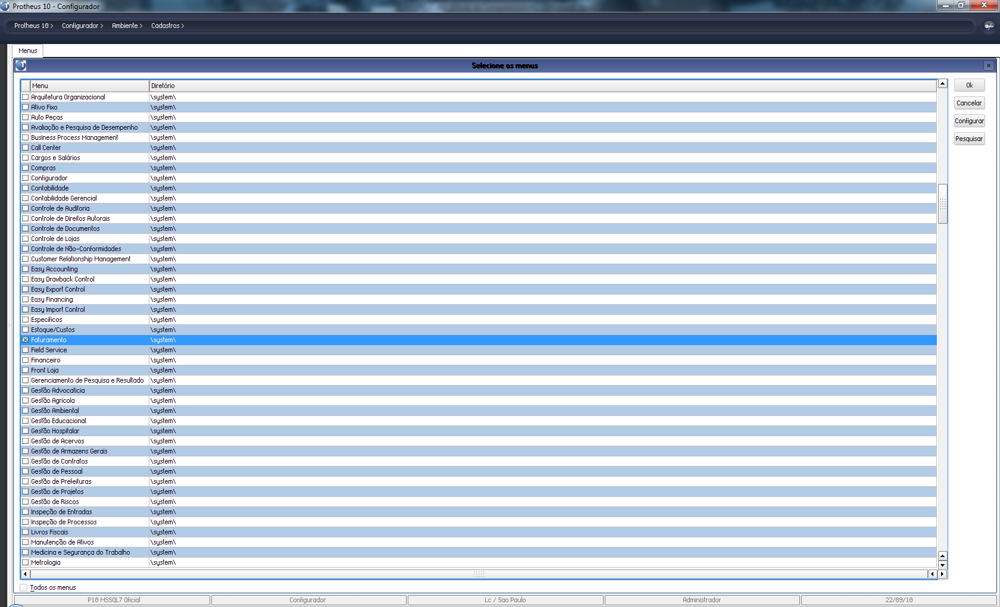 Protheus 10 - Configurador
Protheus 10 > Configurador > Ambiente > Cadastros >
Menus
Selecione os menus
Menu Diretório
Arquitetura Organizacional \system\
Ativo Fixo \system\
Auto Peças \system\
Avaliação e Pesquisa de Desempenho \system\
Business Process Management \system\
Call Center \system\
Cargos e Salários \system\
Compras \system\
Configurador \system\
Contabilidade \system\
Contabilidade Gerencial \system\
Controle de Auditoria \system\
Controle de Direitos Autorais \system\
Controle de Documentos \system\
Controle de Lojas \system\
Controle de Não-Conformidades \system\
Customer Relationship Management \system\
Easy Accounting \system\
Easy Drawback Control \system\
Easy Export Control \system\
Easy Financing \system\
Easy Import Control \system\
Específicos \system\
Estoque/Custos \system\
Faturamento \system\
Field Service \system\
Financeiro \system\
Front Loja \system\
Gerenciamento de Pesquisa e Resultado \system\
Gestão Advocaticia \system\
Gestão Agrícola \system\
Gestão Ambiental \system\
Gestão Educacional \system\
Gestão Hospitalar \system\
Gestão de Acervos \system\
Gestão de Armazens Gerais \system\
Gestão de Contratos \system\
Gestão de Pessoal \system\
Gestão de Prefeituras \system\
Gestão de Projetos \system\
Gestão de Riscos \system\
Inspeção de Entradas \system\
Inspeção de Processos \system\
Livros Fiscais \system\
Manutenção de Ativos \system\
Medicina e Segurança do Trabalho \system\
Metrologia \system\
Ok
Cancelar
Configurar
Pesquisar
Todos os menus
P10 MSSQL7 Oficial Configurador Lc / Sao Paulo Administrador 22/09/10